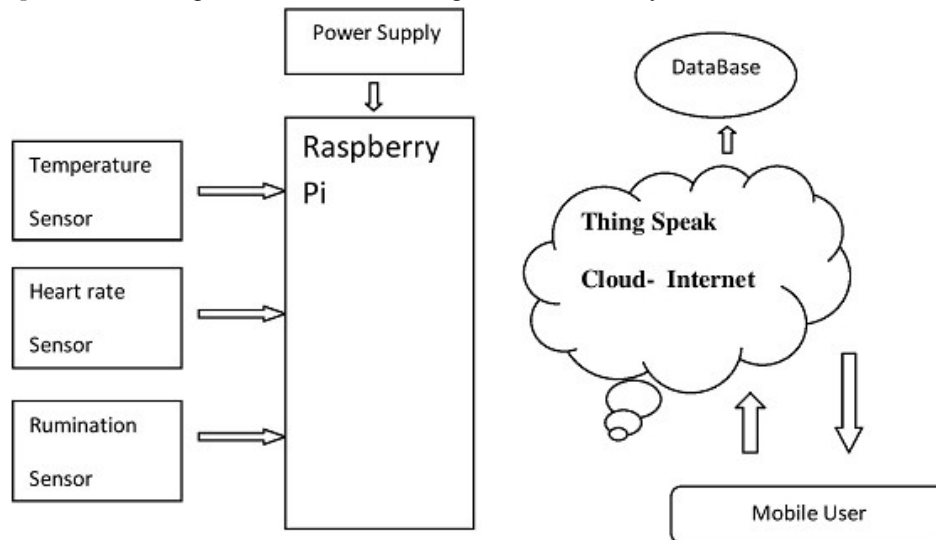 Power Supply
DataBase
Raspberry
Pi
Temperature
Sensor
Thing Speak
Cloud- Internet
Heart rate
Sensor
Rumination
Sensor
Mobile User